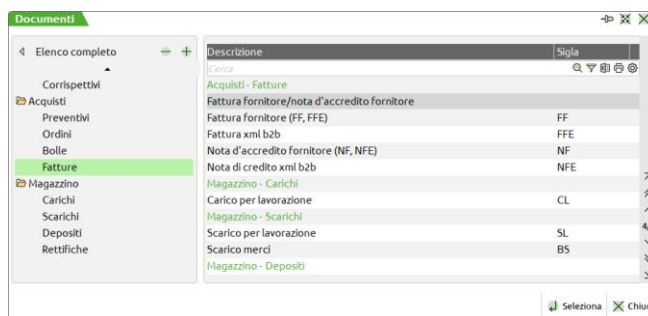 Documenti
Elenco completo
Corrispettivi
Acquisti
Preventivi
Ordini
Bolle
Fatture
Magazzino
Carichi
Scarichi
Depositi
Rettifiche
Descrizione Sigla
Cerca
Acquisti - Fatture
Fattura fornitore/nota d'accredito fornitore
Fattura fornitore (FF, FFE) FF
Fattura xml b2b FFE
Nota d'accredito fornitore (NF, NFE) NF
Nota di credito xml b2b NFE
Magazzino - Carichi
Carico per lavorazione CL
Magazzino - Scarichi
Scarico per lavorazione SL
Scarico merci BS
Magazzino - Depositi
Seleziona Chiud